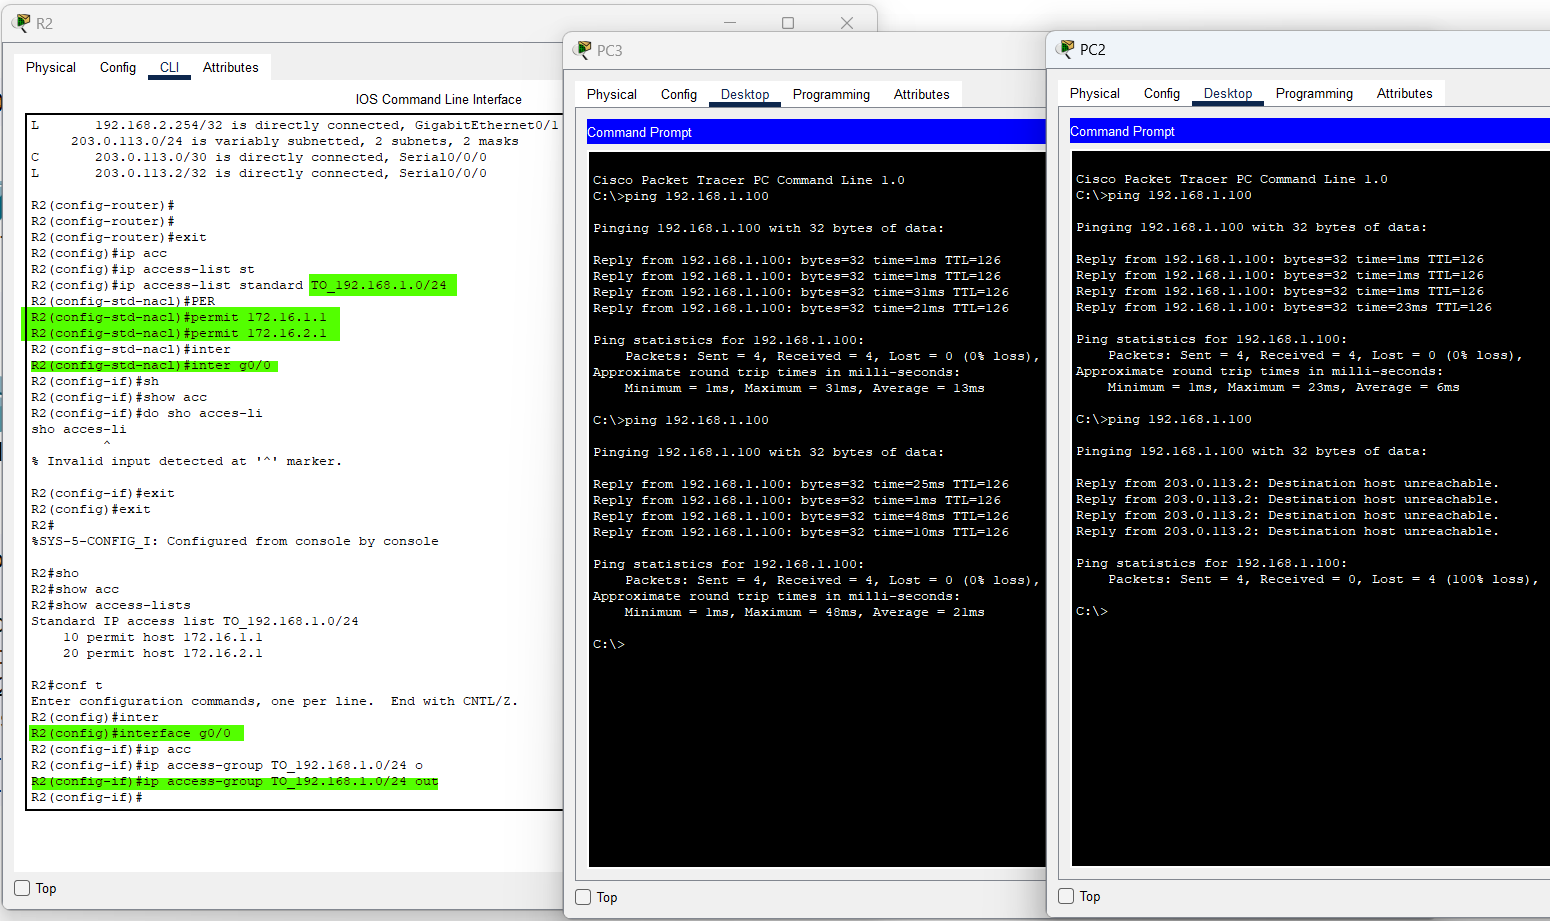 R2
Physical Config CLI Attributes
IOS Command Line Interface
L 192.168.2.254/32 is directly connected, GigabitEthernet0/1
203.0.113.0/24 is variably subnetted, 2 subnets, 2 masks
C 203.0.113.0/30 is directly connected, Serial0/0/0
L 203.0.113.2/32 is directly connected, Serial0/0/0
R2(config-router)#
R2(config-router)#
R2(config-router)#exit
R2(config)#ip acc
R2(config)#ip access-list st
R2(config)#ip access-list standard TO_192.168.1.0/24
R2(config-std-nacl)#PER
R2(config-std-nacl)#permit 172.16.1.1
R2(config-std-nacl)#permit 172.16.2.1
R2(config-std-nacl)#inter
R2(config-std-nacl)#inter g0/0
R2(config-if)#sh
R2(config-if)#show acc
R2(config-if)#do sho acces-li
sho acces-li
^
% Invalid input detected at '^' marker.
R2(config-if)#exit
R2(config)#exit
R2#
%SYS-5-CONFIG_I: Configured from console by console
R2#sho
R2#show acc
R2#show access-lists
Standard IP access list TO_192.168.1.0/24
10 permit host 172.16.1.1
20 permit host 172.16.2.1
R2#conf t
Enter configuration commands, one per line. End with CNTL/Z.
R2(config)#inter
R2(config)#interface g0/0
R2(config-if)#ip acc
R2(config-if)#ip access-group TO_192.168.1.0/24 o
R2(config-if)#ip access-group TO_192.168.1.0/24 out
R2(config-if)#
Top
PC3
Physical Config Desktop Programming Attributes
Command Prompt
Cisco Packet Tracer PC Command Line 1.0
C:\>ping 192.168.1.100
Pinging 192.168.1.100 with 32 bytes of data:
Reply from 192.168.1.100: bytes=32 time=1ms TTL=126
Reply from 192.168.1.100: bytes=32 time=1ms TTL=126
Reply from 192.168.1.100: bytes=32 time=31ms TTL=126
Reply from 192.168.1.100: bytes=32 time=21ms TTL=126
Ping statistics for 192.168.1.100:
Packets: Sent = 4, Received = 4, Lost = 0 (0% loss),
Approximate round trip times in milli-seconds:
Minimum = 1ms, Maximum = 31ms, Average = 13ms
C:\>ping 192.168.1.100
Pinging 192.168.1.100 with 32 bytes of data:
Reply from 192.168.1.100: bytes=32 time=25ms TTL=126
Reply from 192.168.1.100: bytes=32 time=1ms TTL=126
Reply from 192.168.1.100: bytes=32 time=48ms TTL=126
Reply from 192.168.1.100: bytes=32 time=10ms TTL=126
Ping statistics for 192.168.1.100:
Packets: Sent = 4, Received = 4, Lost = 0 (0% loss),
Approximate round trip times in milli-seconds:
Minimum = 1ms, Maximum = 48ms, Average = 21ms
C:\>
Top
PC2
Physical Config Desktop Programming Attributes
Command Prompt
Cisco Packet Tracer PC Command Line 1.0
C:\>ping 192.168.1.100
Pinging 192.168.1.100 with 32 bytes of data:
Reply from 192.168.1.100: bytes=32 time=1ms TTL=126
Reply from 192.168.1.100: bytes=32 time=1ms TTL=126
Reply from 192.168.1.100: bytes=32 time=1ms TTL=126
Reply from 192.168.1.100: bytes=32 time=23ms TTL=126
Ping statistics for 192.168.1.100:
Packets: Sent = 4, Received = 4, Lost = 0 (0% loss),
Approximate round trip times in milli-seconds:
Minimum = 1ms, Maximum = 23ms, Average = 6ms
C:\>ping 192.168.1.100
Pinging 192.168.1.100 with 32 bytes of data:
Reply from 203.0.113.2: Destination host unreachable.
Reply from 203.0.113.2: Destination host unreachable.
Reply from 203.0.113.2: Destination host unreachable.
Reply from 203.0.113.2: Destination host unreachable.
Ping statistics for 192.168.1.100:
Packets: Sent = 4, Received = 0, Lost = 4 (100% loss),
C:\>
Top